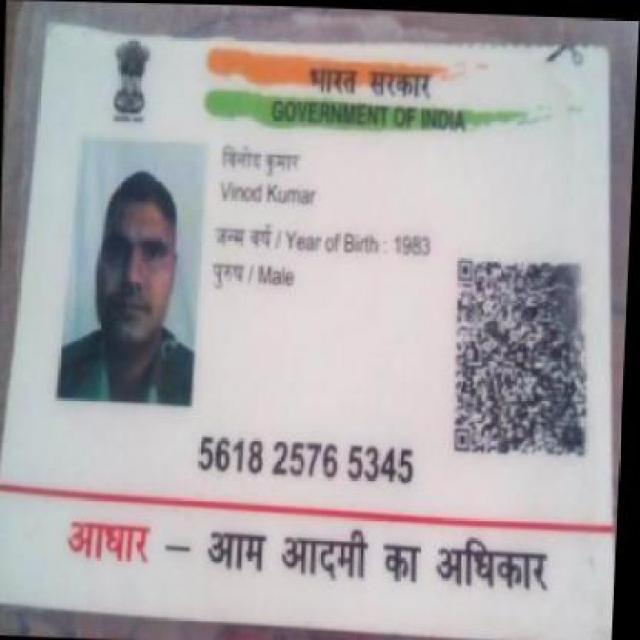 भारत सरकार
GOVERNMENT OF INDIA
विनोद कुमार
Vinod Kumar
जन्म वर्ष / Year of Birth : 1983
पुरुष / Male
5618 2576 5345
आधार – आम आदमी का अधिकार